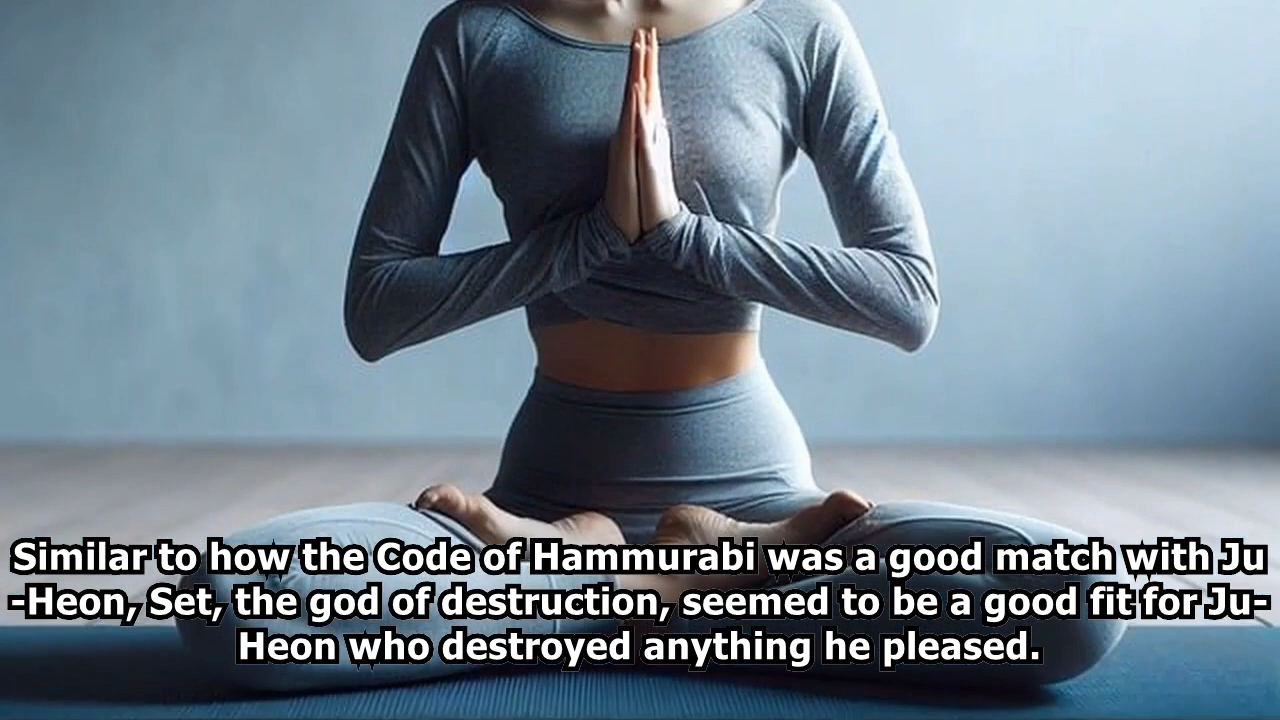 Similar to how the Code of Hammurabi was a good match with Ju
-Heon, Set, the god of destruction, seemed to be a good fit for Ju-
Heon who destroyed anything he pleased.